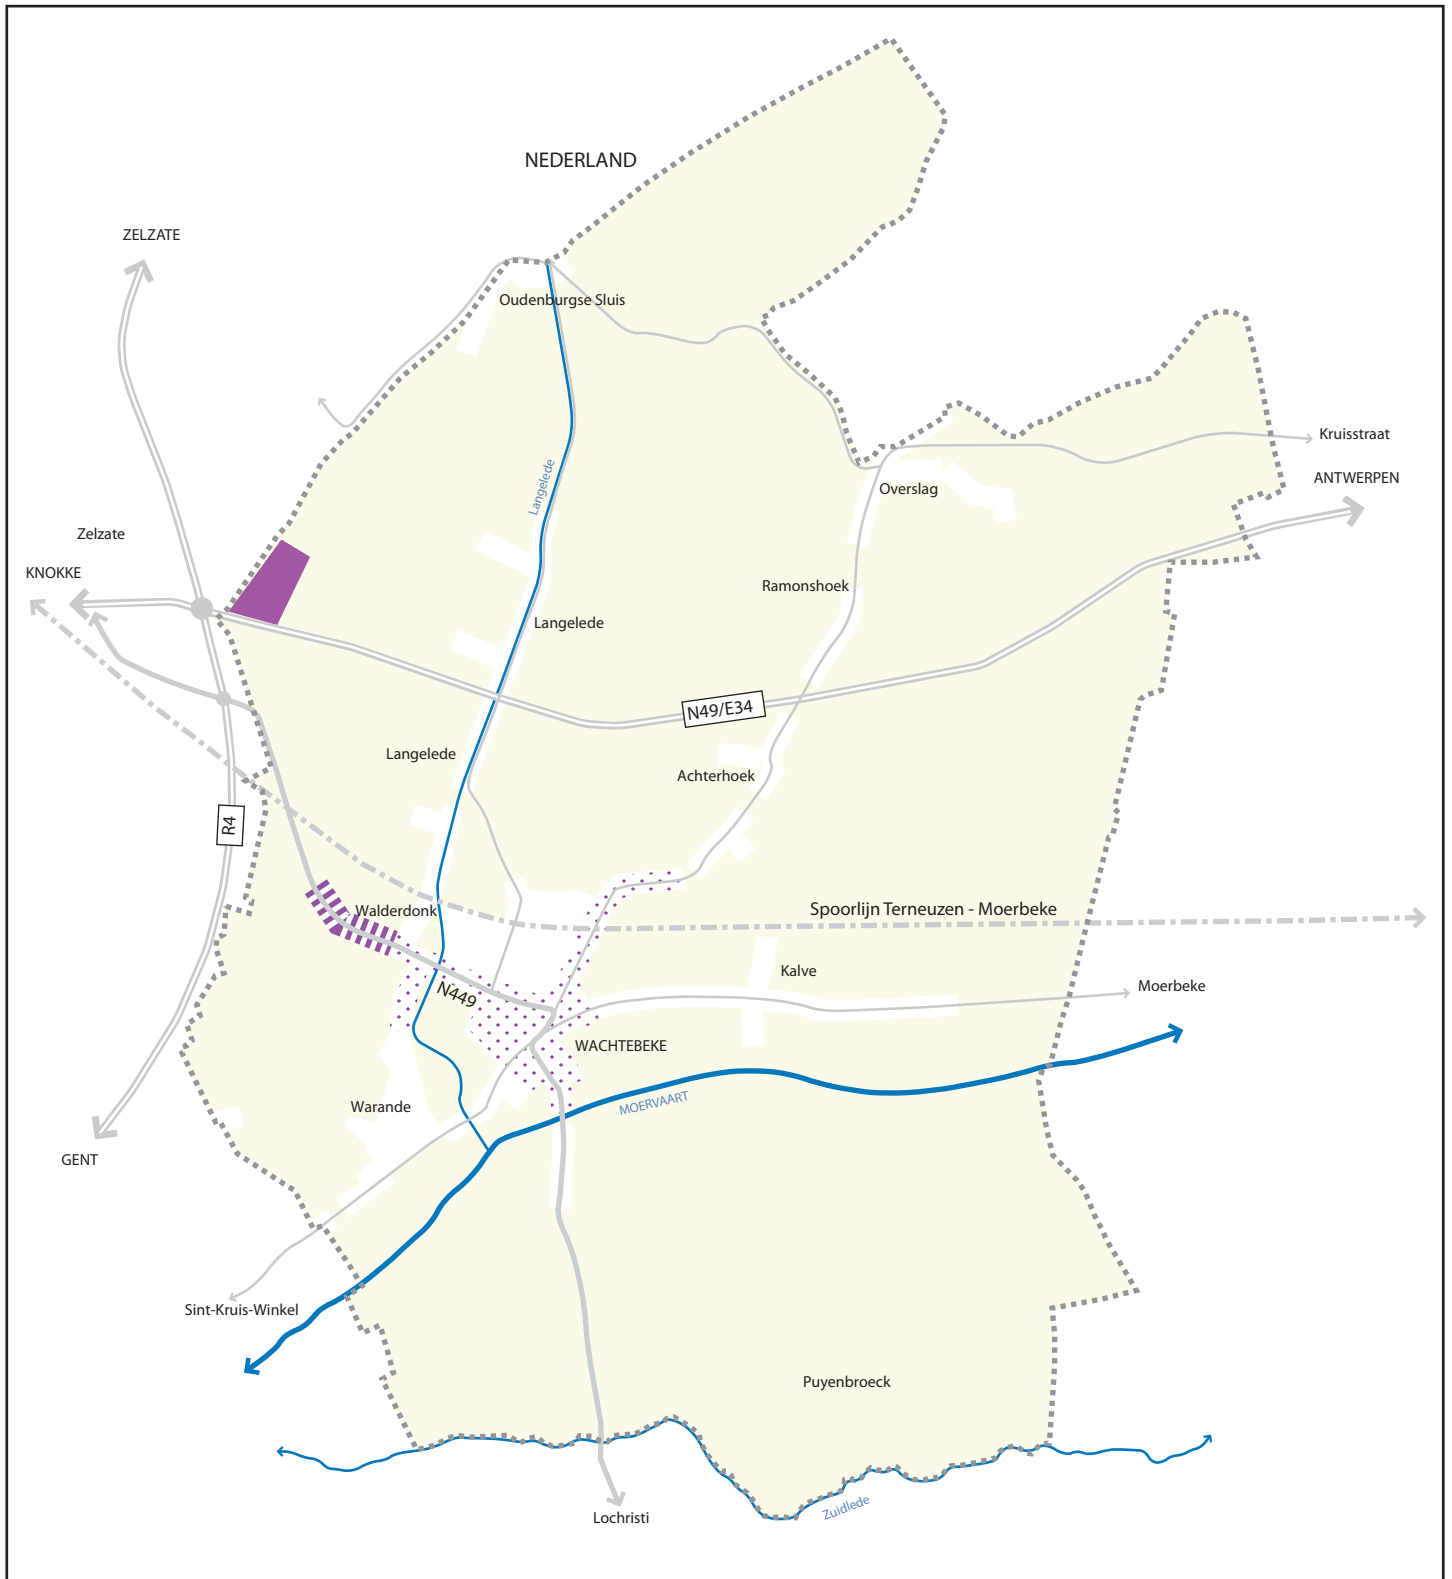 NEDERLAND
ZELZATE
Oudenburgse Sluis
Kruisstraat
ANTWERPEN
Langelede
Overslag
Zelzate
KNOKKE
Ramonshoek
Langelede
N49/E34
Langelede
Achterhoek
R4
Walderdonk
Spoorlijn Terneuzen - Moerbeke
Kalve
Moerbeke
N449
WACHTEBEKE
MOERVAART
Warande
GENT
Sint-Kruis-Winkel
Puyenbroeck
Zuidlede
Lochristi